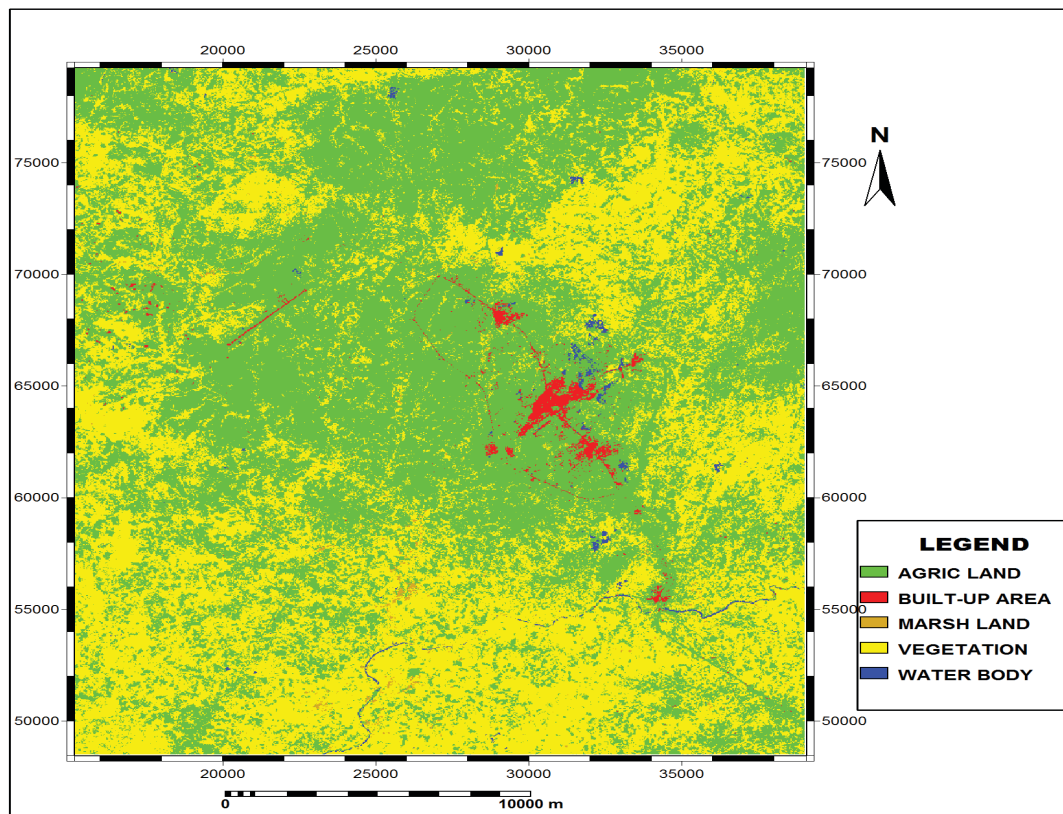 20000 25000 30000 35000
N
75000 75000
70000 70000
65000 65000
60000 60000
55000 55000
50000 50000
LEGEND
AGRIC LAND
BUILT-UP AREA
MARSH LAND
VEGETATION
WATER BODY
20000 25000 30000 35000
0 10000 m